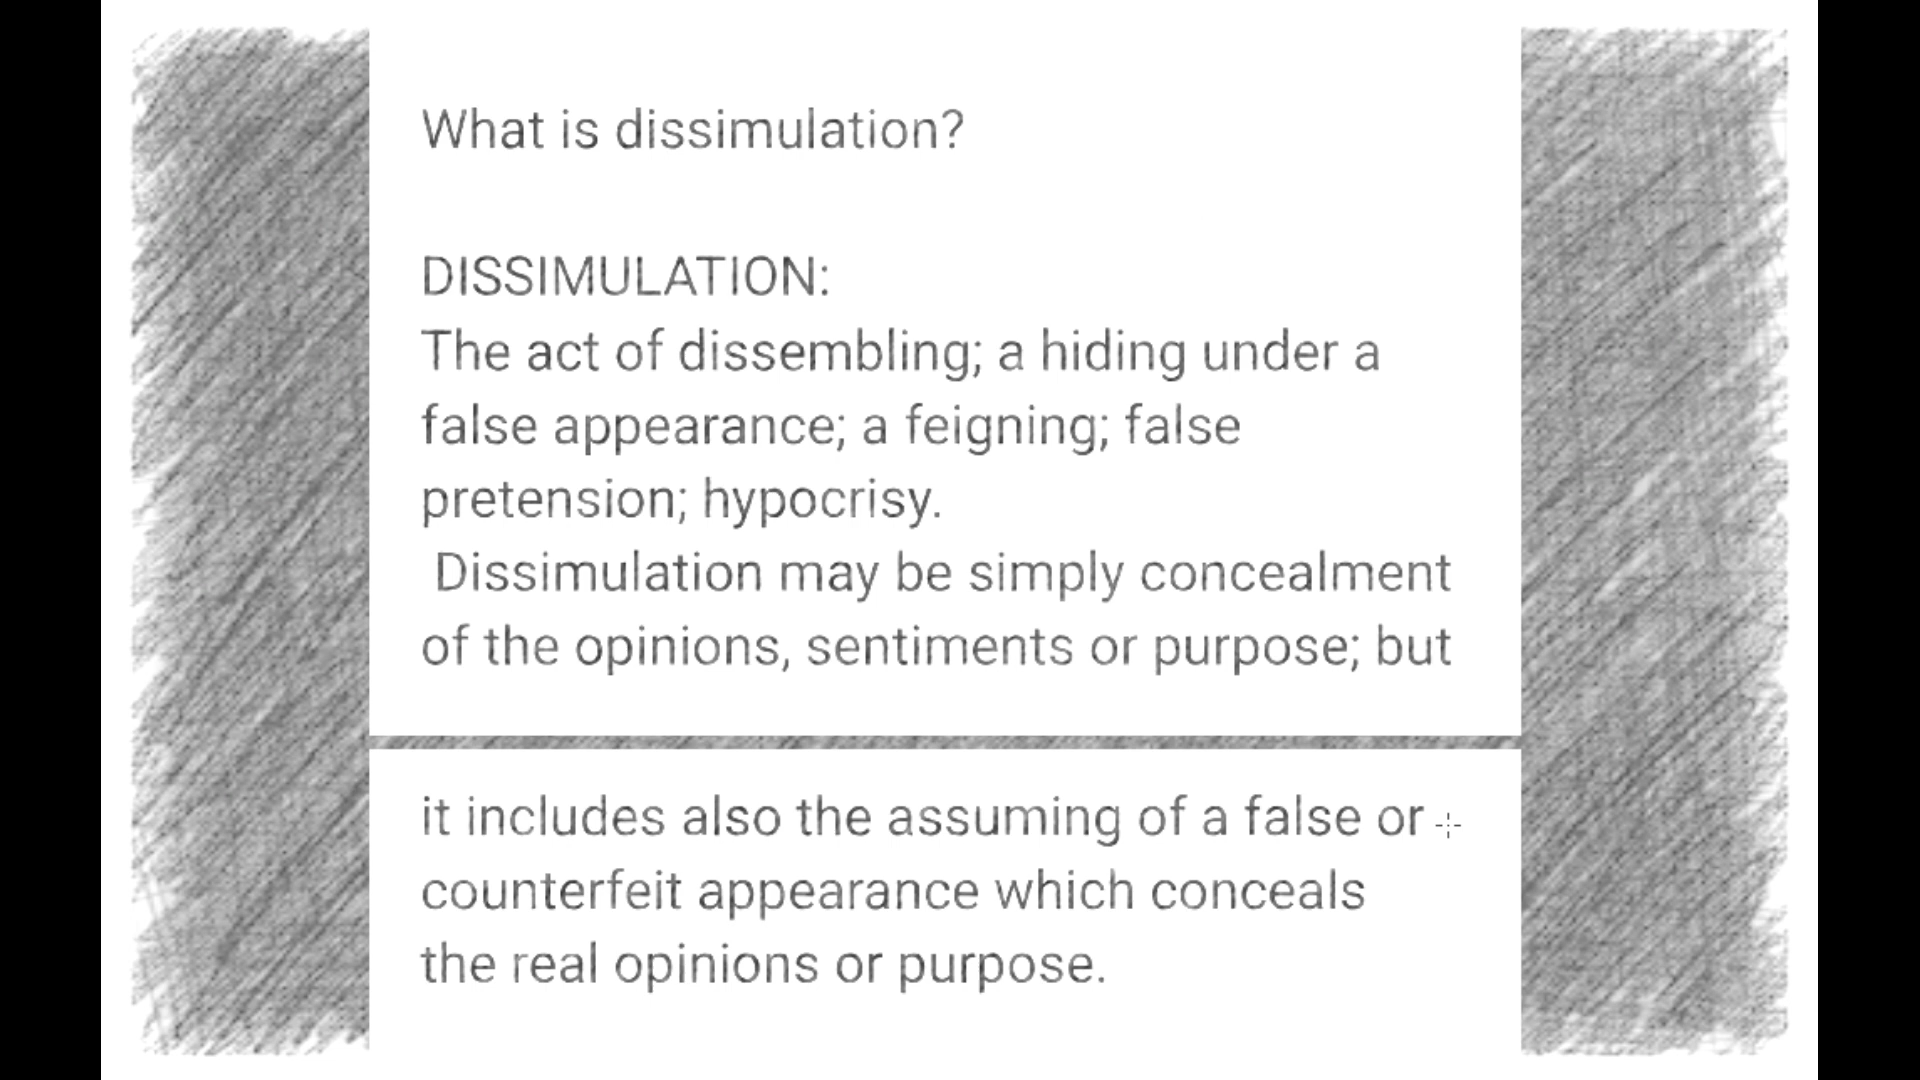 What is dissimulation?
DISSIMULATION:
The act of dissembling; a hiding under a
false appearance; a feigning; false
pretension; hypocrisy.
Dissimulation may be simply concealment
of the opinions, sentiments or purpose; but
it includes also the assuming of a false or
counterfeit appearance which conceals
the real opinions or purpose.